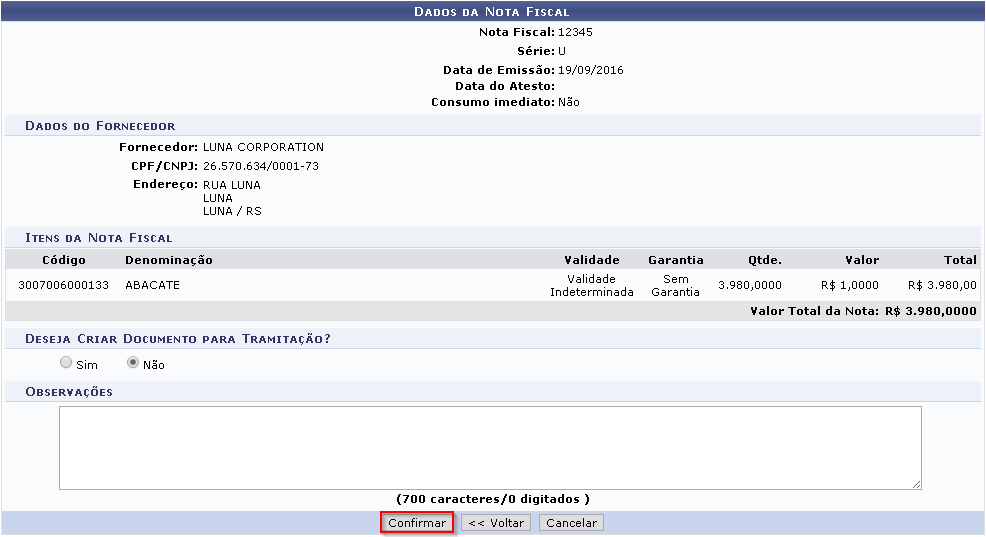 Dados da Nota Fiscal
Nota Fiscal: 12345
Série: U
Data de Emissão: 19/09/2016
Data do Atesto:
Consumo imediato: Não
Dados do Fornecedor
Fornecedor: LUNA CORPORATION
CPF/CNPJ: 26.570.634/0001-73
Endereço: RUA LUNA
LUNA
LUNA / RS
Itens da Nota Fiscal
Código Denominação Validade Garantia Qtde. Valor Total
3007006000133 ABACATE Validade Indeterminada Sem Garantia 3.980,0000 R$ 1,0000 R$ 3.980,00
Valor Total da Nota: R$ 3.980,0000
Deseja Criar Documento para Tramitação?
Sim Não
Observações
(700 caracteres/0 digitados )
Confirmar << Voltar Cancelar